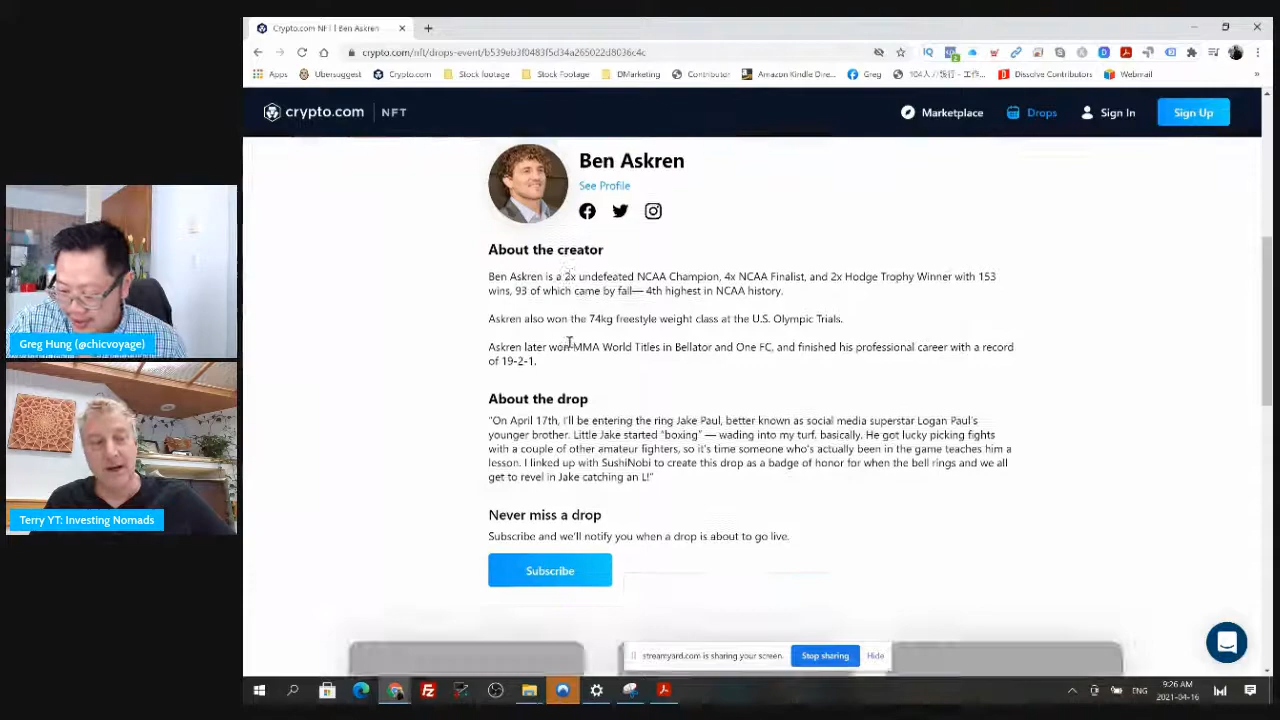 Crypto.com NFT | Ben Askren
crypto.com/nft/drops-event/b539eb3f0483f5d34a265022d8036c4c
Apps
Ubersuggest
Crypto.com
Stock footage
Stock Footage
DMarketing
Contributor
Amazon Kindle Dire...
Greg
Dissolve Contributors
Webmail
crypto.com
NFT
Marketplace
Drops
Sign In
Sign Up
Ben Askren
See Profile
About the creator
Ben Askren is a 2x undefeated NCAA Champion, 4x NCAA Finalist, and 2x Hodge Trophy Winner with 153
wins, 93 of which came by fall— 4th highest in NCAA history.
Askren also won the 74kg freestyle weight class at the U.S. Olympic Trials.
Askren later won MMA World Titles in Bellator and One FC, and finished his professional career with a record
of 19-2-1.
About the drop
"On April 17th, I'll be entering the ring Jake Paul, better known as social media superstar Logan Paul's
younger brother. Little Jake started "boxing" — wading into my turf. basically. He got lucky picking fights
with a couple of other amateur fighters, so it's time someone who's actually been in the game teaches him a
lesson. I linked up with SushiNobi to create this drop as a badge of honor for when the bell rings and we all
get to revel in Jake catching an L!"
Never miss a drop
Subscribe and we'll notify you when a drop is about to go live.
Subscribe
streamyard.com is sharing your screen.
Stop sharing
Hide
Greg Hung (@chicvoyage)
Terry YT: Investing Nomads
ENG
9:26 AM
2021-04-16